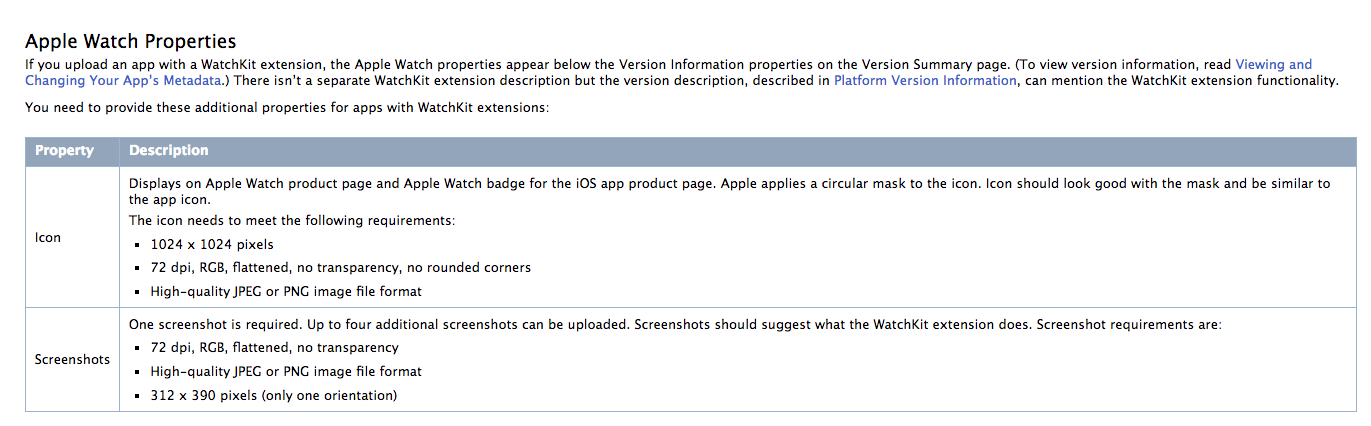 Apple Watch Properties
If you upload an app with a WatchKit extension, the Apple Watch properties appear below the Version Information properties on the Version Summary page. (To view version information, read Viewing and
Changing Your App's Metadata.) There isn't a separate WatchKit extension description but the version description, described in Platform Version Information, can mention the WatchKit extension functionality.
You need to provide these additional properties for apps with WatchKit extensions:
Property Description
Icon
Displays on Apple Watch product page and Apple Watch badge for the iOS app product page. Apple applies a circular mask to the icon. Icon should look good with the mask and be similar to
the app icon.
The icon needs to meet the following requirements:
▪ 1024 x 1024 pixels
▪ 72 dpi, RGB, flattened, no transparency, no rounded corners
▪ High-quality JPEG or PNG image file format
Screenshots
One screenshot is required. Up to four additional screenshots can be uploaded. Screenshots should suggest what the WatchKit extension does. Screenshot requirements are:
▪ 72 dpi, RGB, flattened, no transparency
▪ High-quality JPEG or PNG image file format
▪ 312 x 390 pixels (only one orientation)